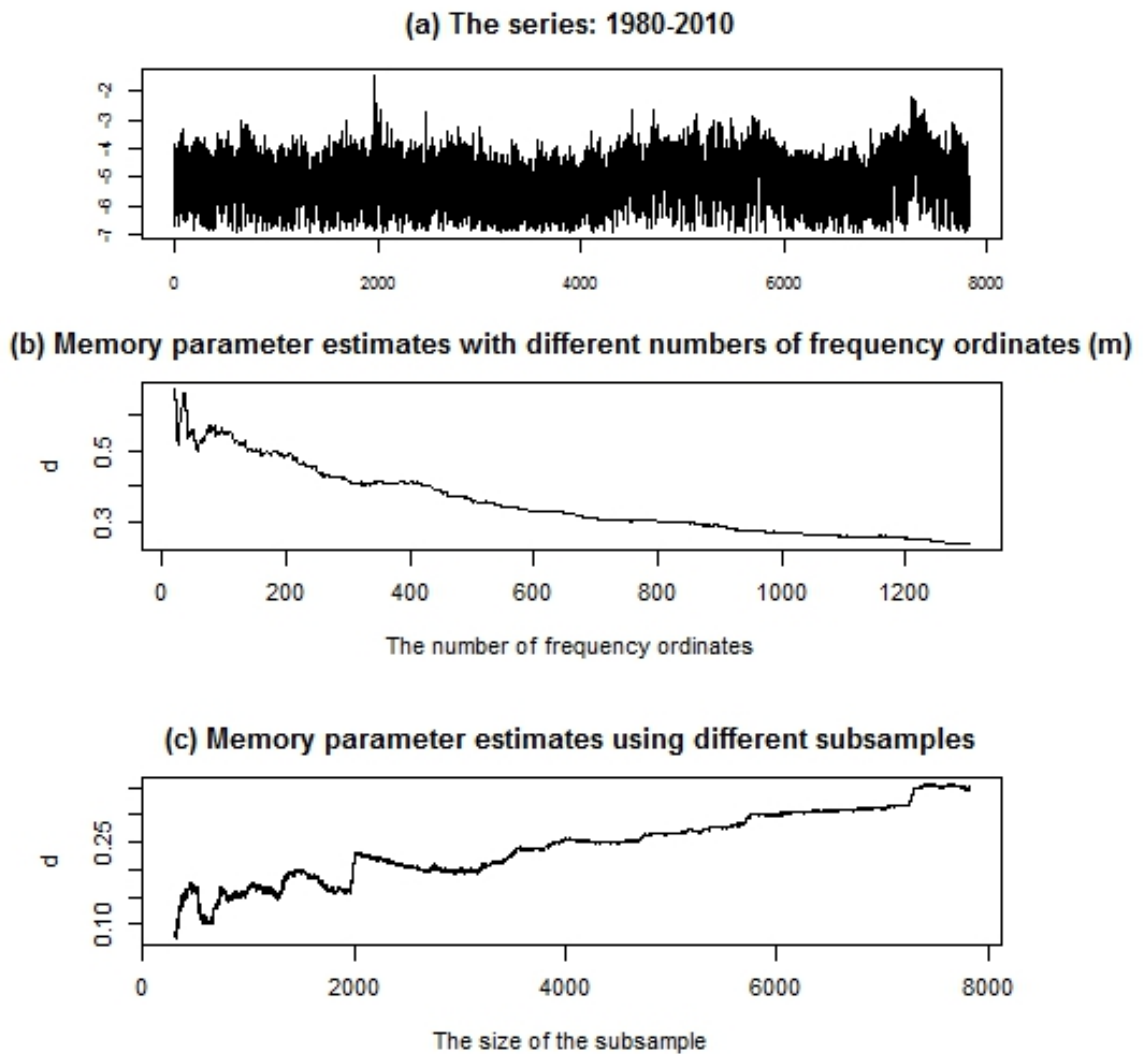 (a) The series: 1980-2010
-2
-3
-4
-5
-6
-7
0 2000 4000 6000 8000
(b) Memory parameter estimates with different numbers of frequency ordinates (m)
d
0.5
0.3
0 200 400 600 800 1000 1200
The number of frequency ordinates
(c) Memory parameter estimates using different subsamples
d
0.25
0.10
0 2000 4000 6000 8000
The size of the subsample